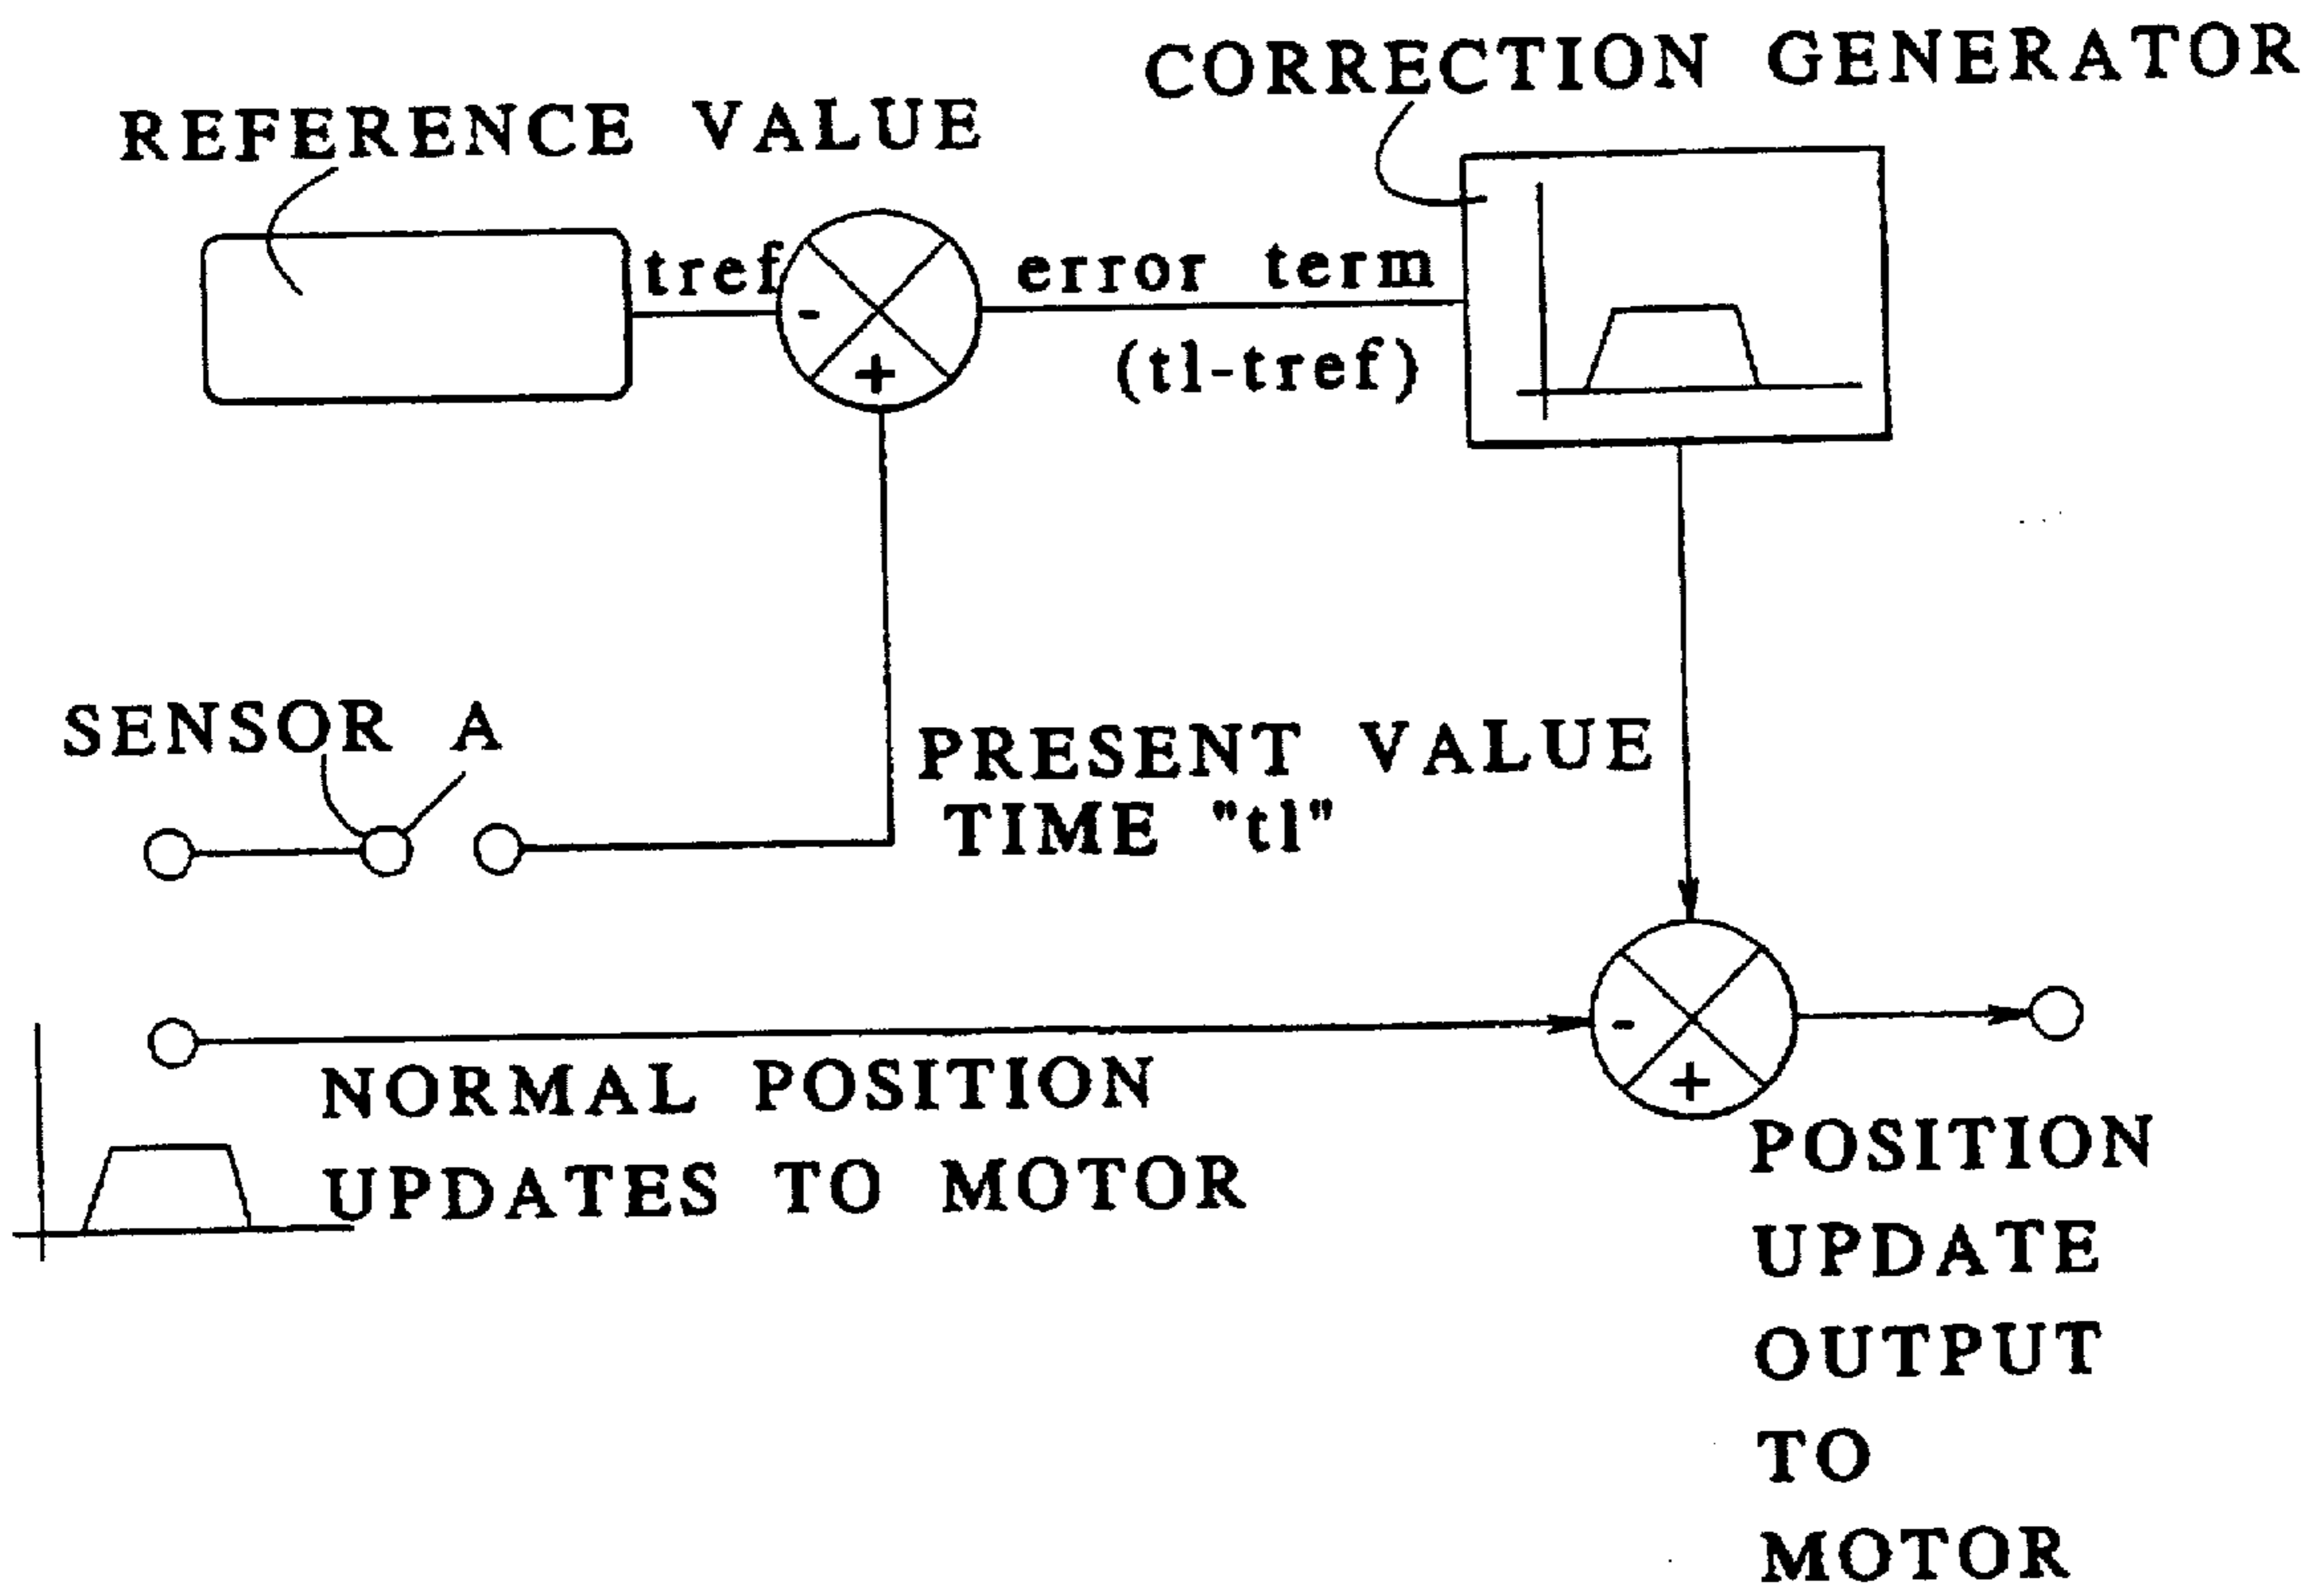 CORRECTION GENERATOR
REFERENCE VALUE
tref
error term
-
(tl-tref)
+
SENSOR A
PRESENT VALUE
TIME "tl"
-
+
NORMAL POSITION
UPDATES TO MOTOR
POSITION
UPDATE
OUTPUT
TO
MOTOR